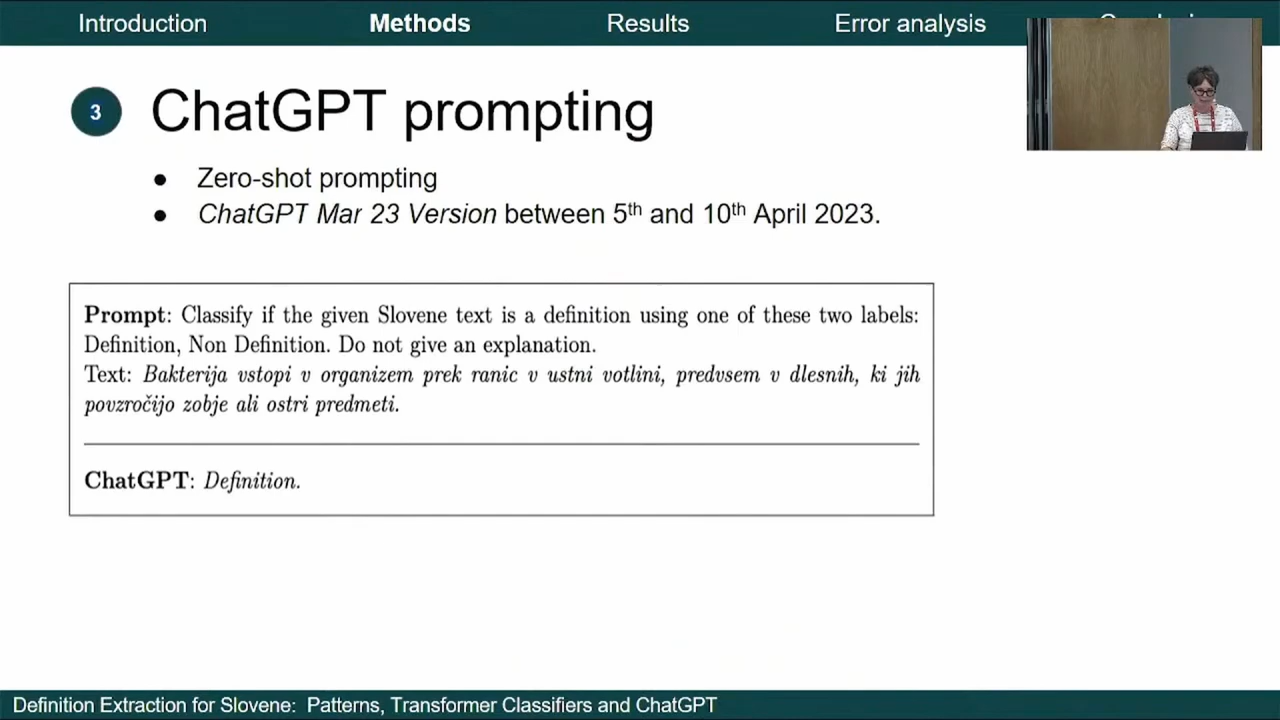 Introduction Methods Results Error analysis
3 ChatGPT prompting
● Zero-shot prompting
● ChatGPT Mar 23 Version between 5th and 10th April 2023.
Prompt: Classify if the given Slovene text is a definition using one of these two labels:
Definition, Non Definition. Do not give an explanation.
Text: Bakterija vstopi v organizem prek ranic v ustni votlini, predvsem v dlesnih, ki jih
povzročijo zobje ali ostri predmeti.
ChatGPT: Definition.
Definition Extraction for Slovene: Patterns, Transformer Classifiers and ChatGPT